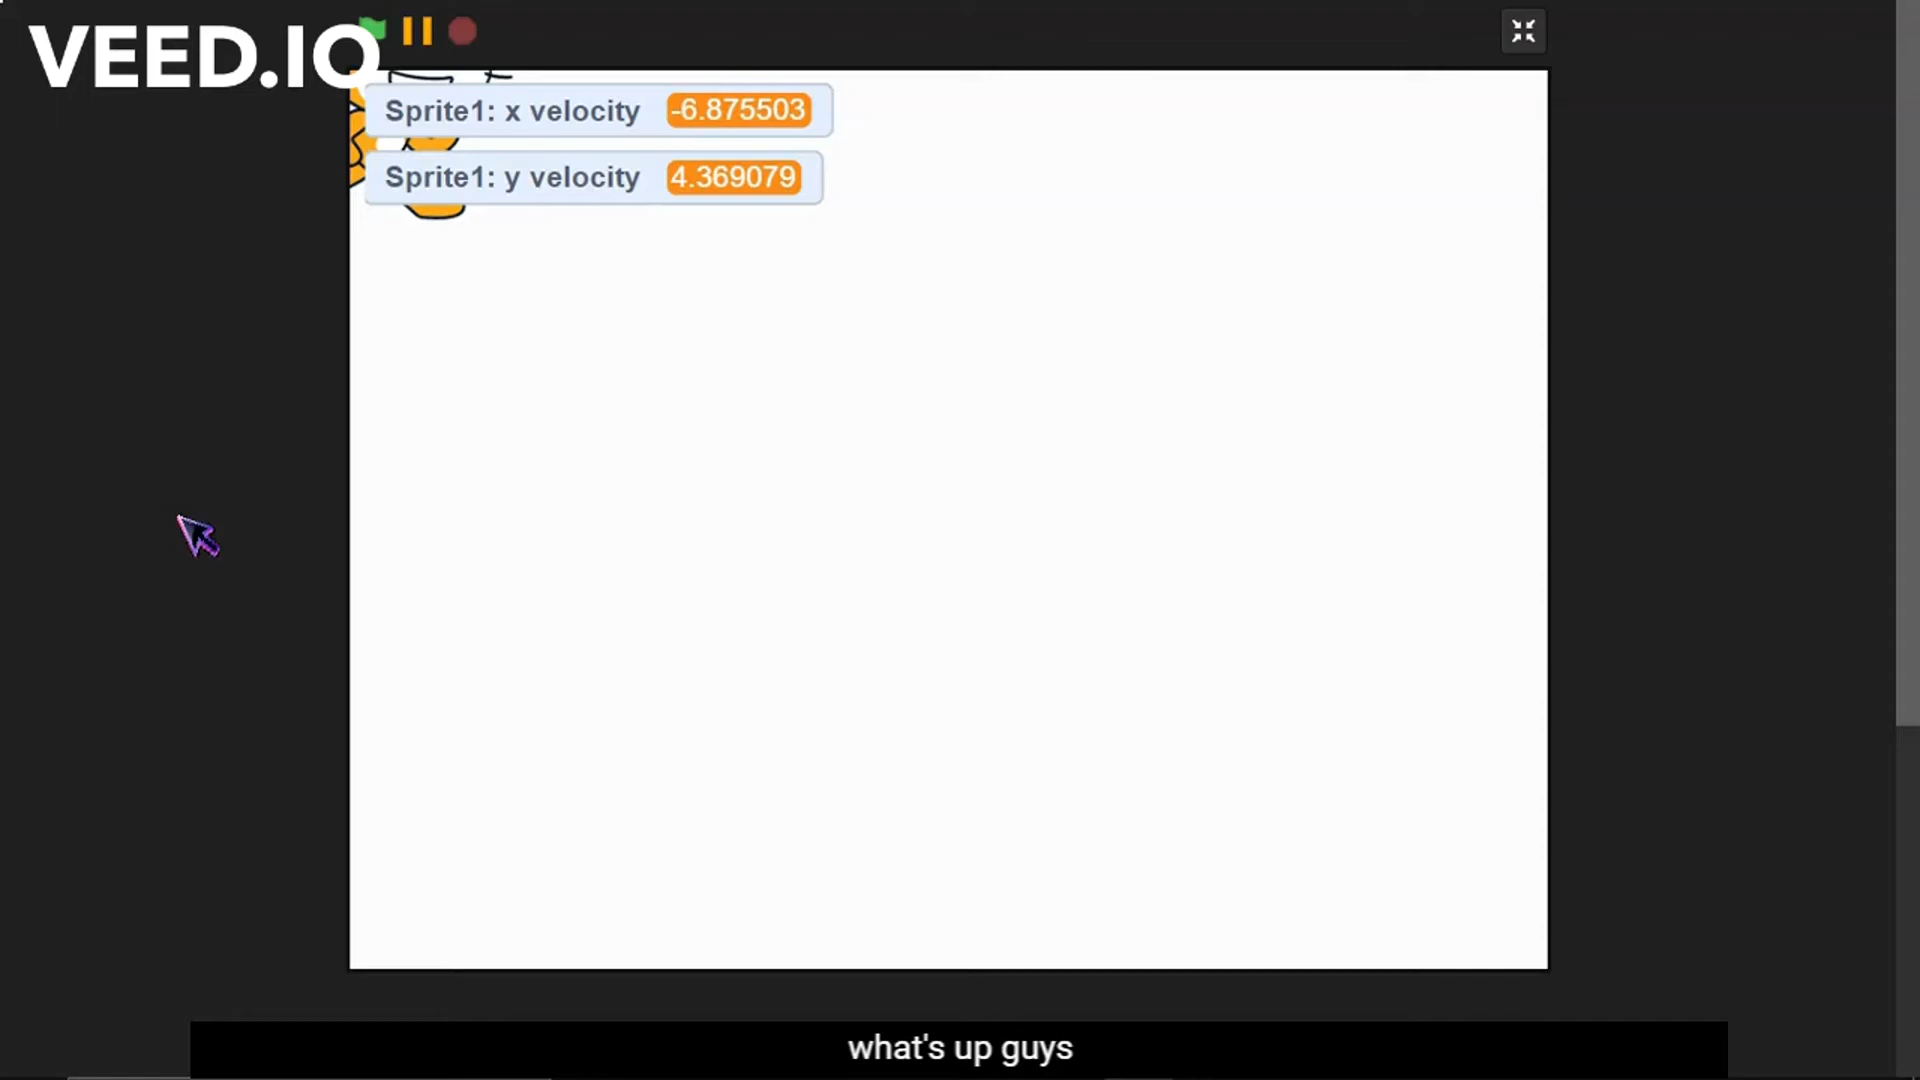 VEED.IO
Sprite1: x velocity -6.875503
Sprite1: y velocity 4.369079
what's up guys